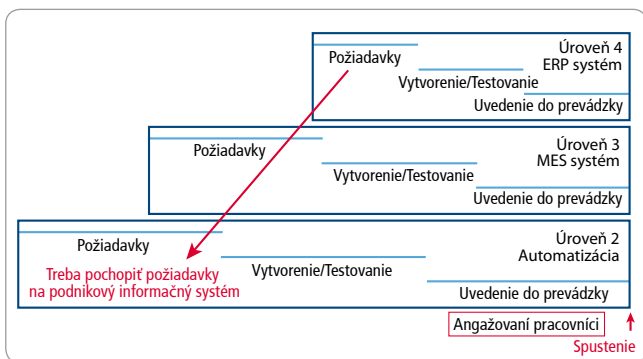 Úroveň 4
ERP systém
Požiadavky
Vytvorenie/Testovanie
Uvedenie do prevádzky
Úroveň 3
MES systém
Požiadavky
Vytvorenie/Testovanie
Uvedenie do prevádzky
Úroveň 2
Automatizácia
Požiadavky
Treba pochopiť požiadavky
na podnikový informačný systém
Vytvorenie/Testovanie
Uvedenie do prevádzky
Angažovaní pracovníci
Spustenie